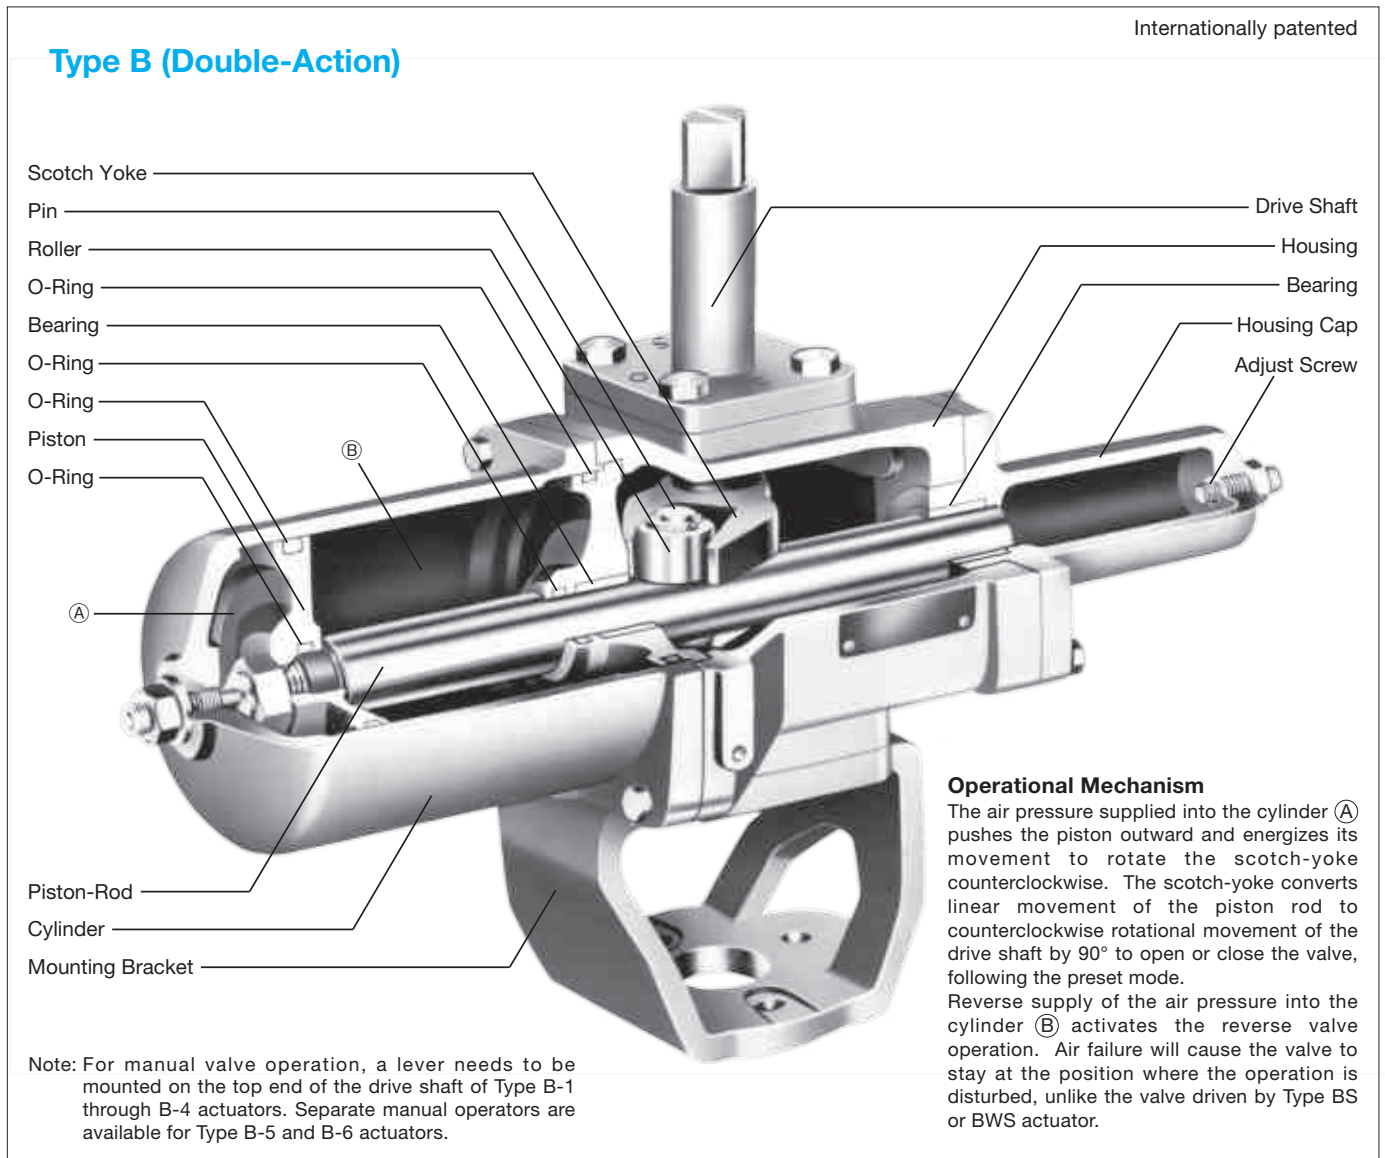 Internationally patented
Type B (Double-Action)
Scotch Yoke
Pin
Roller
O-Ring
Bearing
O-Ring
O-Ring
Piston
O-Ring
Ⓑ
Ⓐ
Drive Shaft
Housing
Bearing
Housing Cap
Adjust Screw
Piston-Rod
Cylinder
Mounting Bracket
Operational Mechanism
The air pressure supplied into the cylinder Ⓐ
pushes the piston outward and energizes its
movement to rotate the scotch-yoke
counterclockwise. The scotch-yoke converts
linear movement of the piston rod to
counterclockwise rotational movement of the
drive shaft by 90° to open or close the valve,
following the preset mode.
Reverse supply of the air pressure into the
cylinder Ⓑ activates the reverse valve
operation. Air failure will cause the valve to
stay at the position where the operation is
disturbed, unlike the valve driven by Type BS
or BWS actuator.
Note: For manual valve operation, a lever needs to be
mounted on the top end of the drive shaft of Type B-1
through B-4 actuators. Separate manual operators are
available for Type B-5 and B-6 actuators.